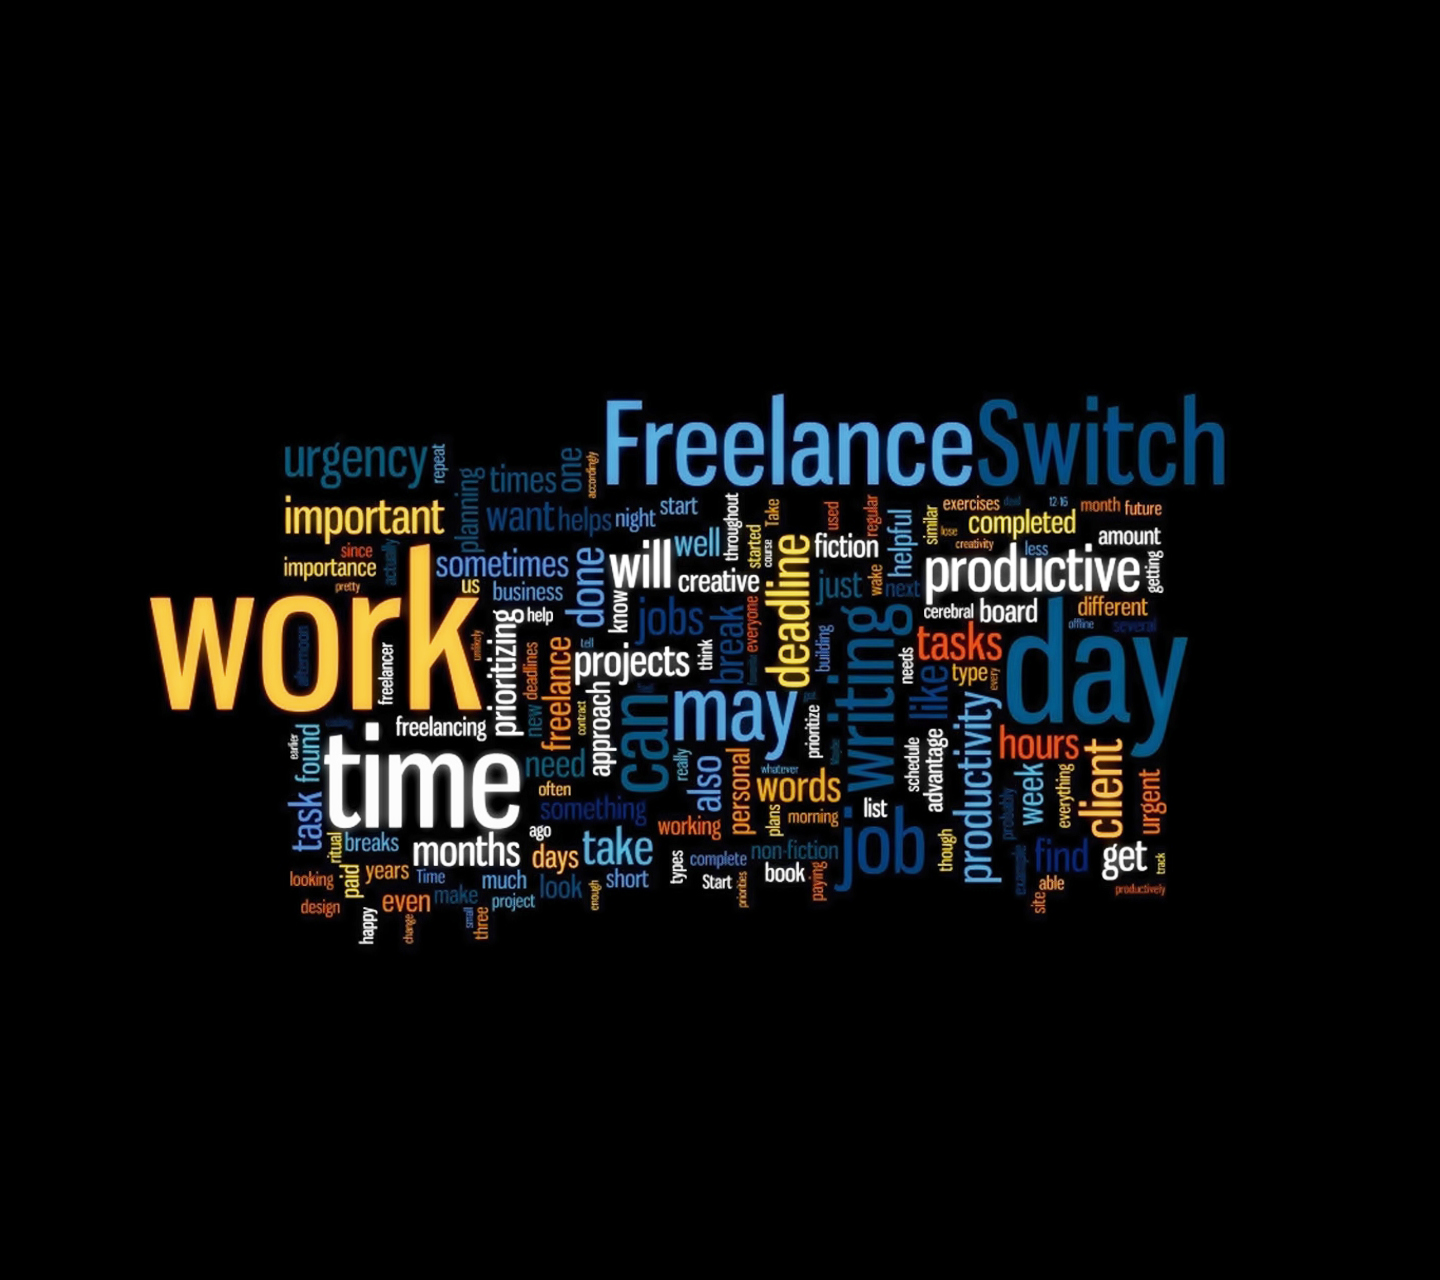 FreelanceSwitch
urgency
repeat
planning
times
one
accordingly
important
want
helps
night
start
throughout
Take
used
regular
helpful
similar
exercises
12-16
month
future
completed
lose
creativity
less
amount
since
actually
importance
pretty
sometimes
us
business
done
will
well
creative
started
course
deadline
fiction
just
wake
next
productive
getting
work
afternoon
freelancer
unlikely
prioritizing
help
know
jobs
break
everyone
building
writing
cerebral
board
different
offline
several
deadlines
freelance
tell
projects
think
needs
tasks
type
every
like
day
freelancing
new
contract
approach
can
may
prioritize
earlier
found
time
need
often
really
also
personal
whatever
words
schedule
advantage
productivity
hours
week
everything
client
urgent
task
something
working
plans
morning
list
job
though
probably
ritual
breaks
months
ago
days
take
types
complete
non-fiction
find
get
track
looking
paid
years
Time
much
look
short
Start
priorities
book
paying
example
able
productively
design
happy
even
change
make
small
three
project
enough
site